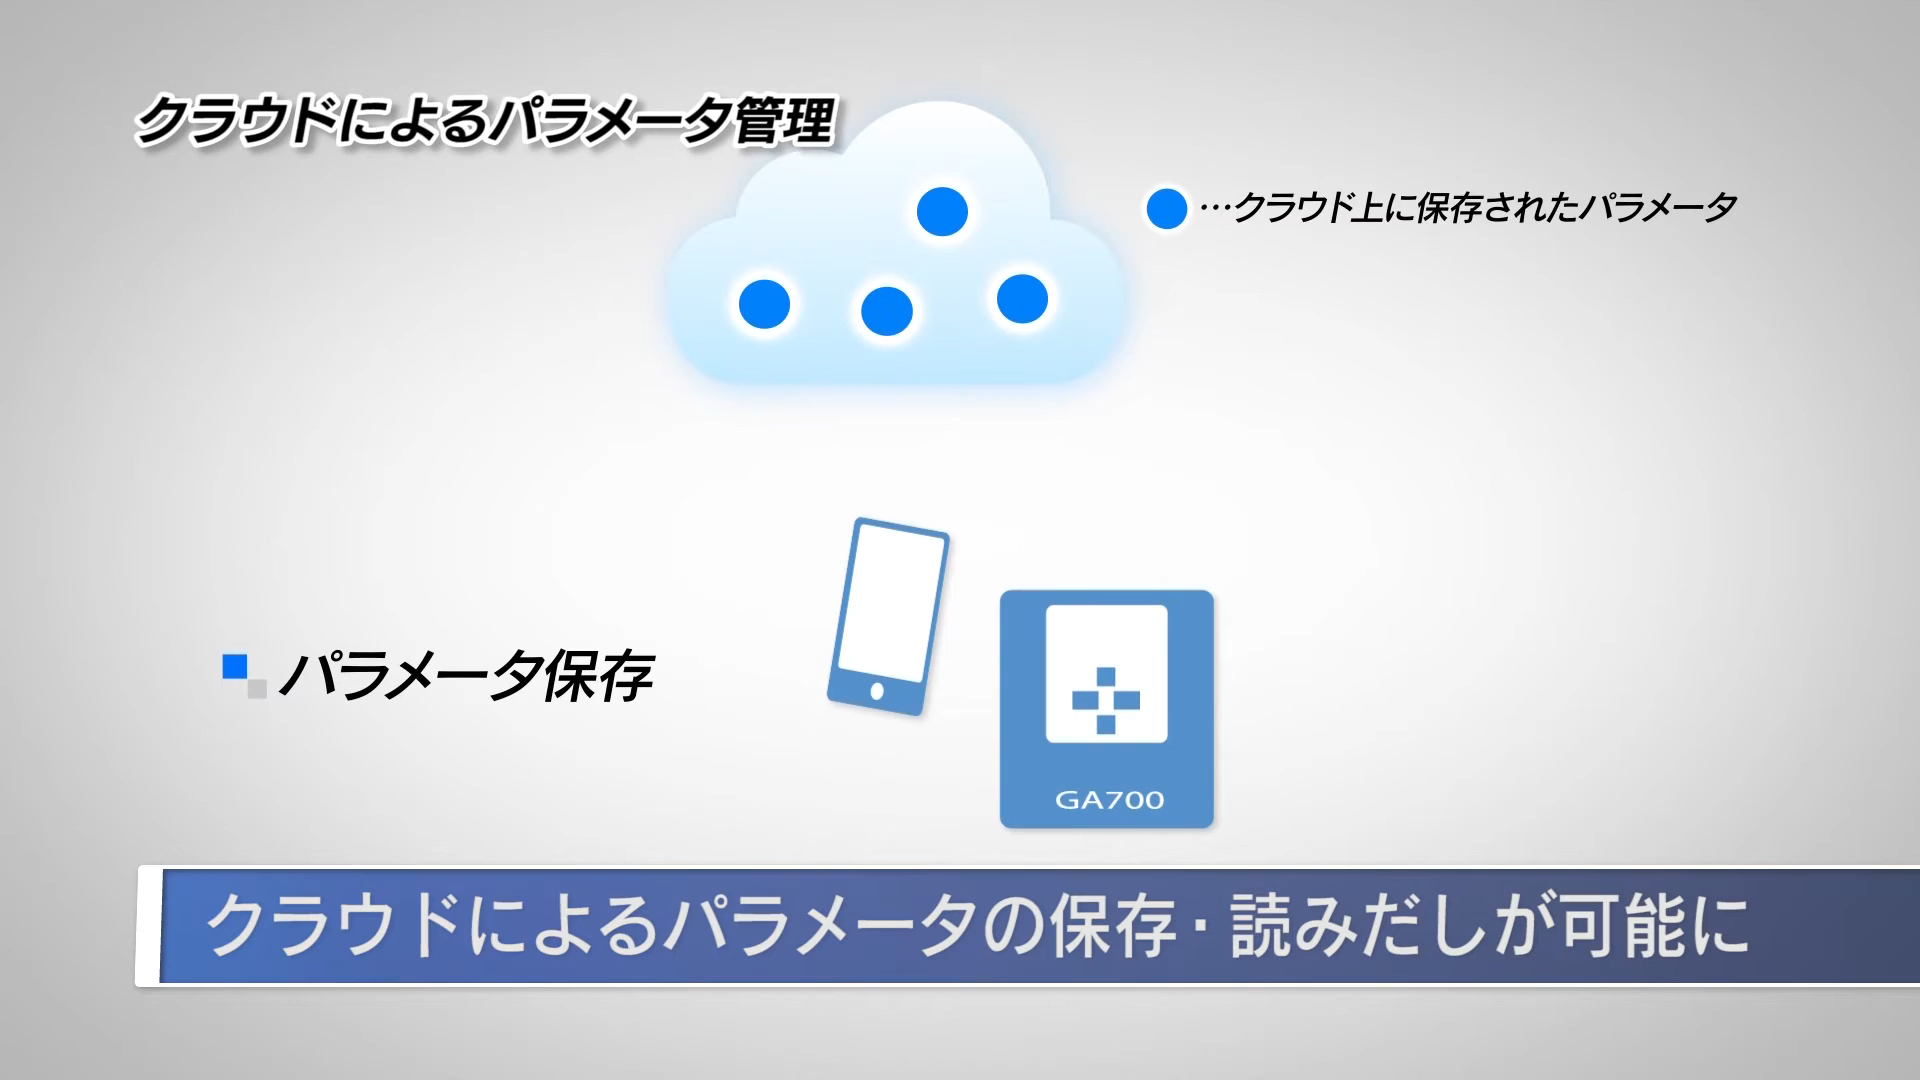 クラウドによるパラメータ管理
…クラウド上に保存されたパラメータ
パラメータ保存
GA700
クラウドによるパラメータの保存・読みだしが可能に